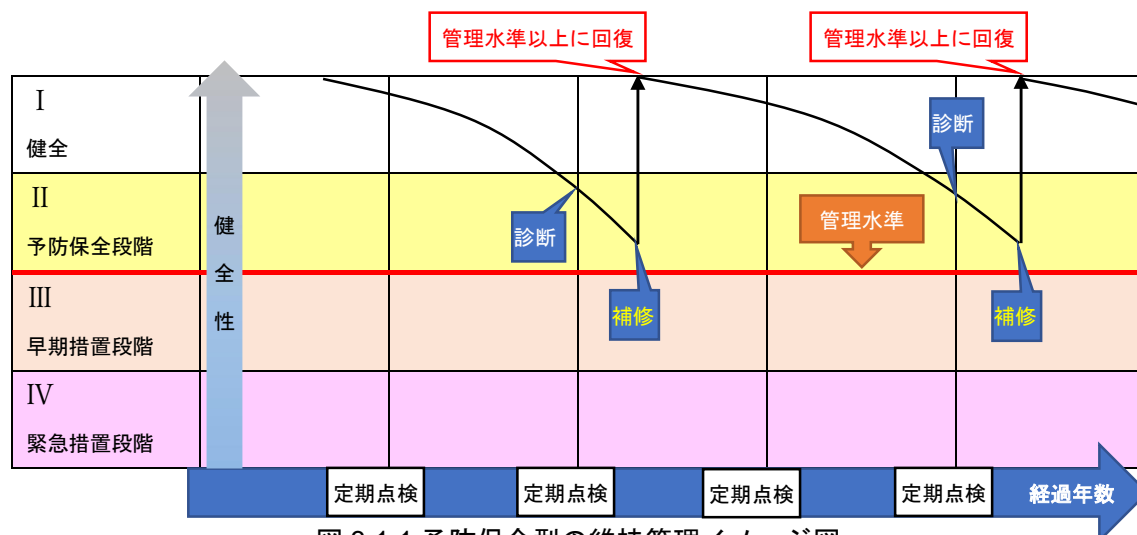 管理水準以上に回復
管理水準以上に回復
Ⅰ
健全
診断
Ⅱ
予防保全段階
診断
管理水準
健全性
Ⅲ
早期措置段階
補修
補修
Ⅳ
緊急措置段階
定期点検
定期点検
定期点検
定期点検
経過年数